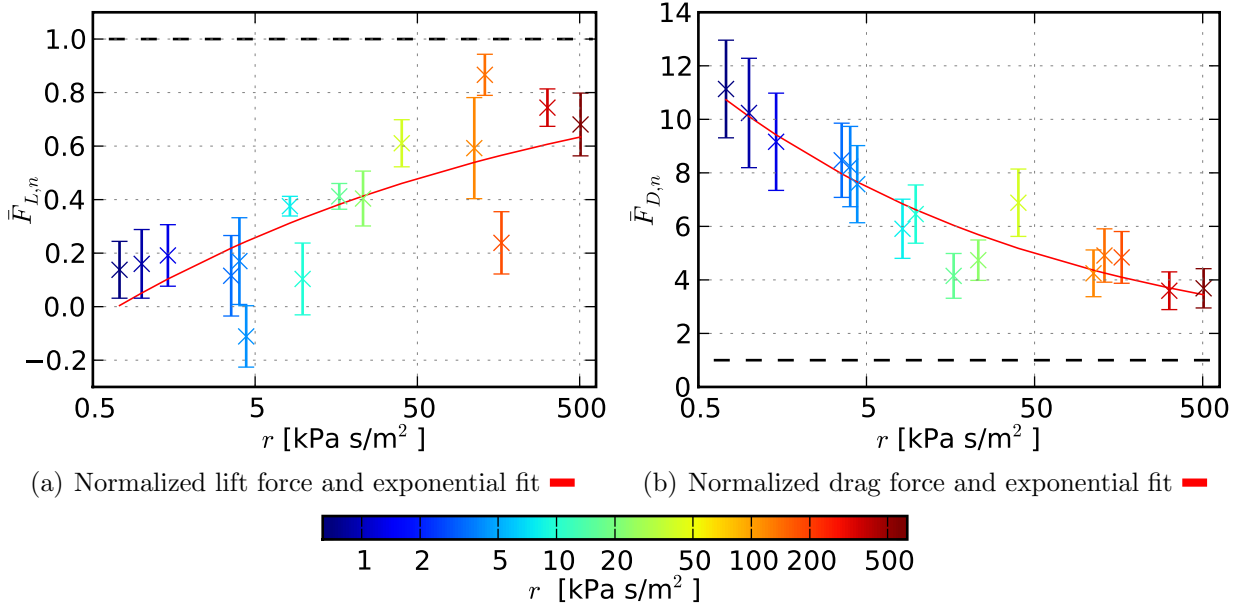 1.0
0.8
0.6
0.4
0.2
0.0
−0.2
F̄_{L,n}
0.5 5 50 500
r [kPa s/m²]
14
12
10
8
6
4
2
0
F̄_{D,n}
0.5 5 50 500
r [kPa s/m²]
(a) Normalized lift force and exponential fit
(b) Normalized drag force and exponential fit
1 2 5 10 20 50 100 200 500
r [kPa s/m²]